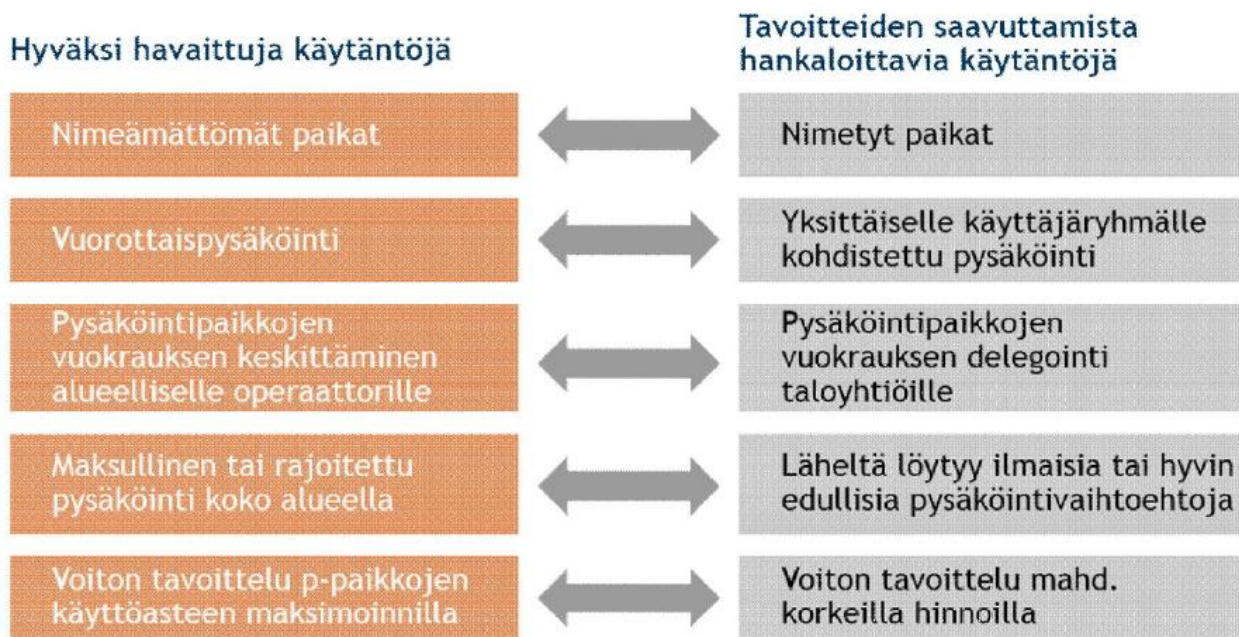 Hyväksi havaittuja käytäntöjä
Tavoitteiden saavuttamista
hankaloittavia käytäntöjä
Nimeämättömät paikat
Nimetyt paikat
Vuorottaispysäköinti
Yksittäiselle käyttäjäryhmälle
kohdistettu pysäköinti
Pysäköintipaikkojen
vuokrauksen keskittäminen
alueelliselle operaattorille
Pysäköintipaikkojen
vuokrauksen delegointi
taloyhtiöille
Maksullinen tai rajoitettu
pysäköinti koko alueella
Läheltä löytyy ilmaisia tai hyvin
edullisia pysäköintivaihtoehtoja
Voiton tavoittelu p-paikkojen
käyttöasteen maksimoinnilla
Voiton tavoittelu mahd.
korkeilla hinnoilla